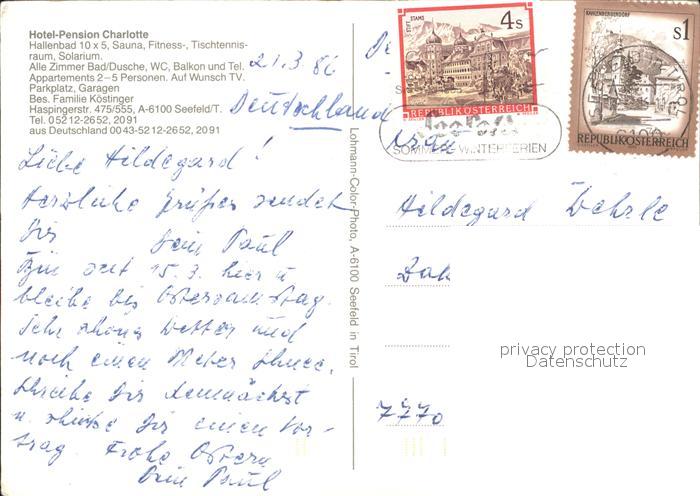 Hotel-Pension Charlotte
Hallenbad 10 x 5, Sauna, Fitness-, Tischtennis-
raum, Solarium.
Alle Zimmer Bad/Dusche, WC, Balkon und Tel.
Appartements 2–5 Personen. Auf Wunsch TV.
Parkplatz, Garagen
Bes. Familie Köstinger
Haspingerstr. 475/555, A-6100 Seefeld/T.
Tel. 05212-2652, 2091
aus Deutschland 0043-5212-2652, 2091
21.3.86
Deutschland
Liebe Hildegard!
Herzliche Grüße sendet
Dir Dein Paul
Bin seit 15.3. hier u
bleibe bis Ostersamstag.
Sehr schönes Wetter und
noch einen Meter Schnee.
Schreibe Dir demnächst
u. schicke Dir einen Vor-
trag. Frohe Ostern
Dein Paul
Lohmann-Color-Photo, A-6100 Seefeld in Tirol
STIFT STAMS
4s
REPUBLIK ÖSTERREICH
RANKENBERGERDORF
s1
REPUBLIK ÖSTERREICH
SOMMER- WINTERFERIEN
6100
Frau
Hildegard
privacy protection
Datenschutz
7770